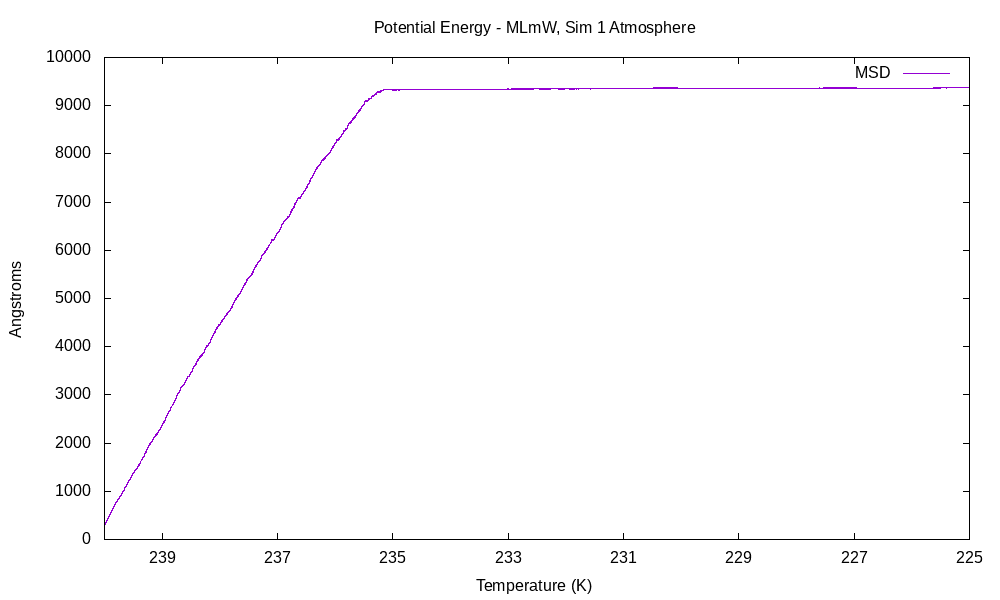 Potential Energy - MLmW, Sim 1 Atmosphere
MSD
10000
9000
8000
7000
6000
5000
4000
3000
2000
1000
0
Angstroms
239 237 235 233 231 229 227 225
Temperature (K)